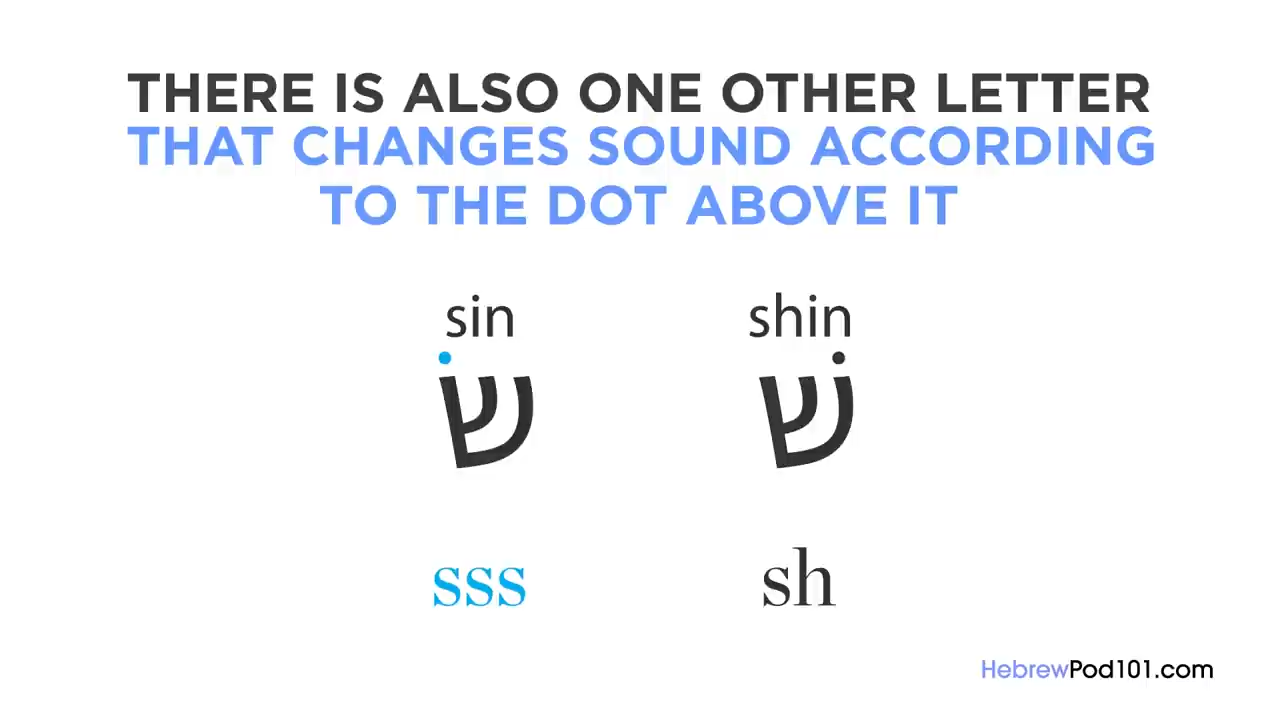 THERE IS ALSO ONE OTHER LETTER
THAT CHANGES SOUND ACCORDING
TO THE DOT ABOVE IT
sin shin
שׂ שׁ
sss sh
HebrewPod101.com